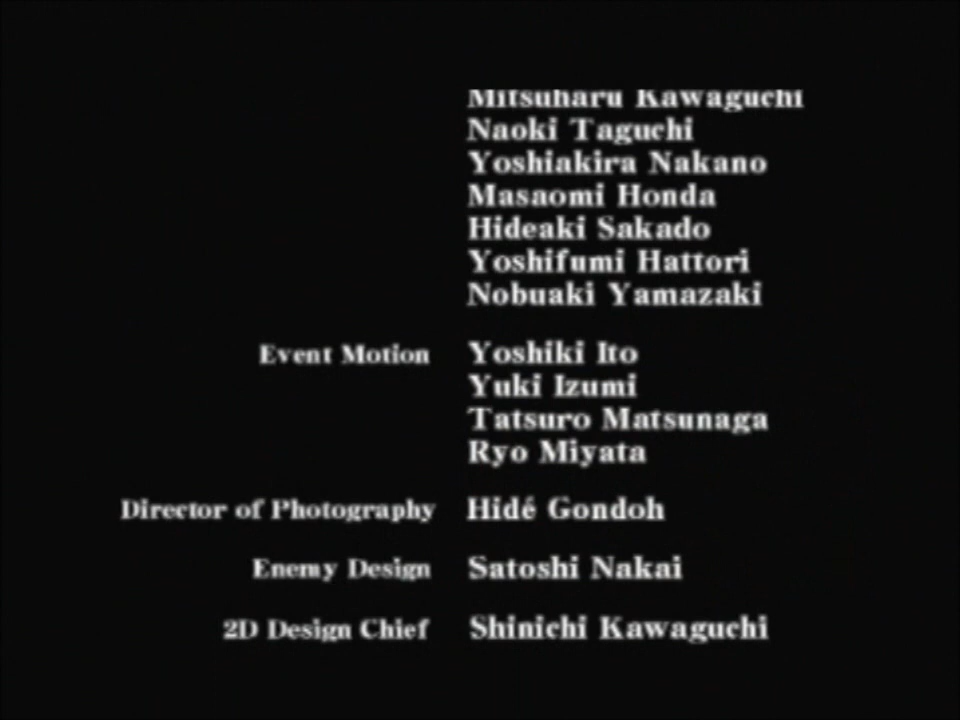 Mitsuharu Kawaguchi
Naoki Taguchi
Yoshiakira Nakano
Masaomi Honda
Hideaki Sakado
Yoshifumi Hattori
Nobuaki Yamazaki
Event Motion Yoshiki Ito
Yuki Izumi
Tatsuro Matsunaga
Ryo Miyata
Director of Photography Hidé Gondoh
Enemy Design Satoshi Nakai
2D Design Chief Shinichi Kawaguchi